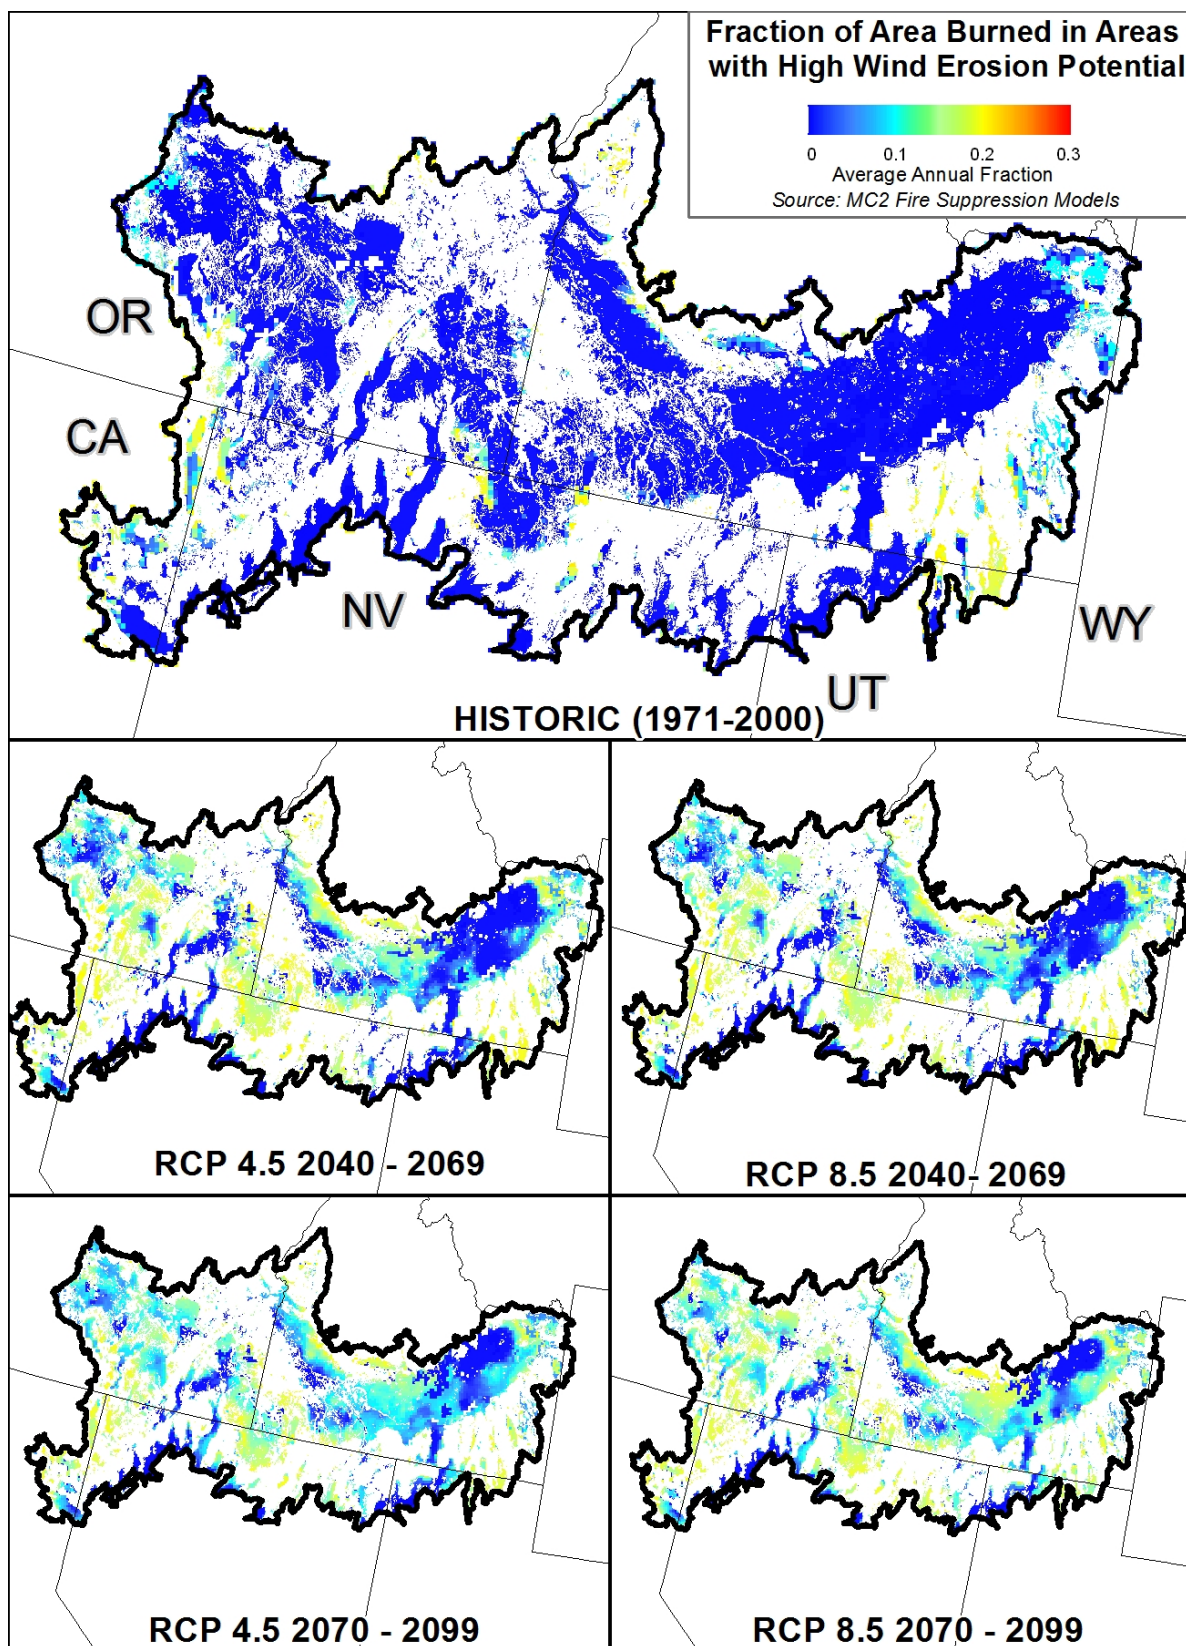 Fraction of Area Burned in Areas
with High Wind Erosion Potential
0 0.1 0.2 0.3
Average Annual Fraction
Source: MC2 Fire Suppression Models
OR
CA
NV
WY
UT
HISTORIC (1971-2000)
RCP 4.5 2040 - 2069
RCP 8.5 2040- 2069
RCP 4.5 2070 - 2099
RCP 8.5 2070 - 2099